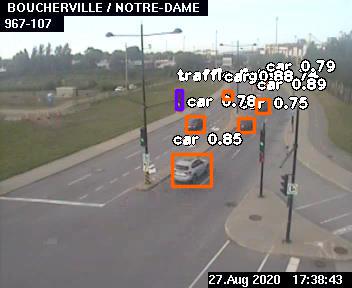 BOUCHERVILLE / NOTRE-DAME
967-107
car 0.79
car 0.89
car 0.78
0.75
car 0.85
27.Aug 2020 17:38:43